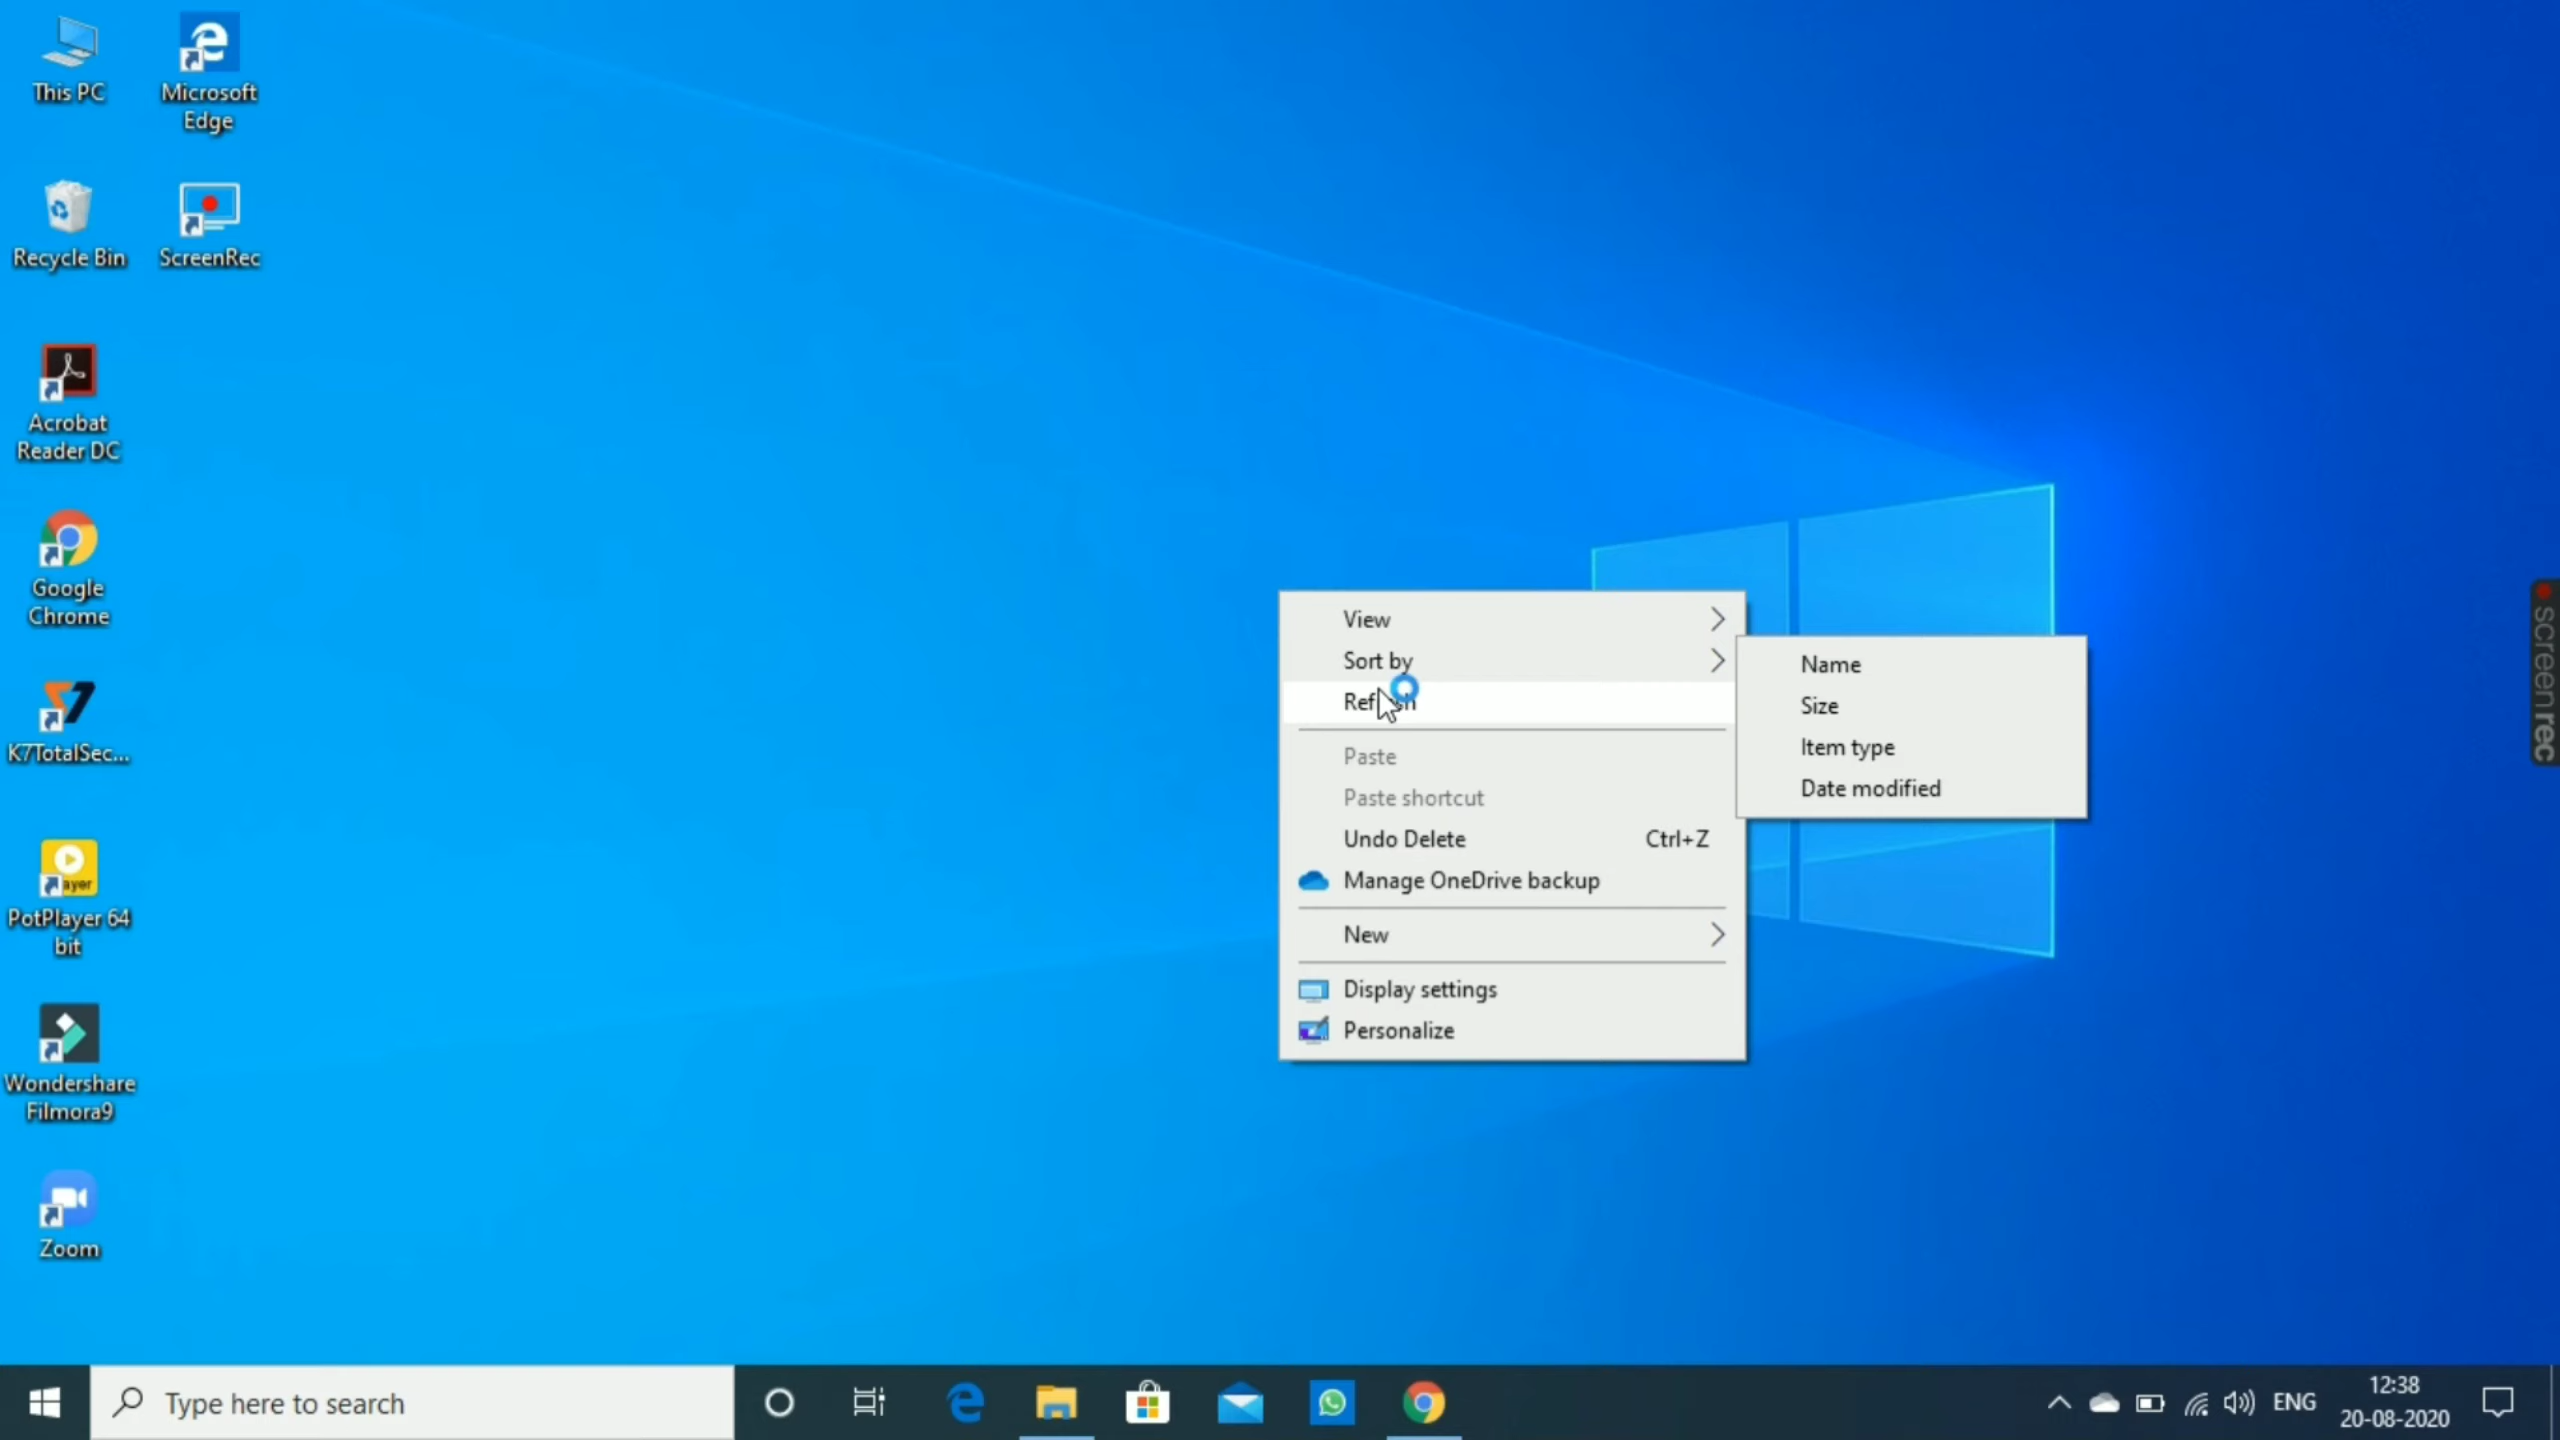 This PC
Microsoft
Edge
Recycle Bin
ScreenRec
Acrobat
Reader DC
Google
Chrome
K7TotalSec...
PotPlayer 64
bit
Wondershare
Filmora9
Zoom
View
Sort by
Refresh
Paste
Paste shortcut
Undo Delete Ctrl+Z
Manage OneDrive backup
New
Display settings
Personalize
Name
Size
Item type
Date modified
screenrec
Type here to search
ENG
12:38
20-08-2020